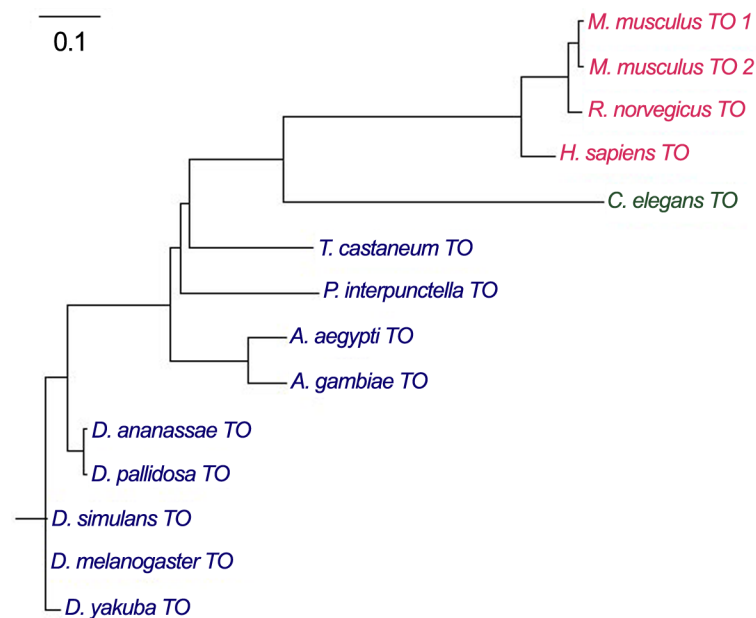 0.1
M. musculus TO 1
M. musculus TO 2
R. norvegicus TO
H. sapiens TO
C. elegans TO
T. castaneum TO
P. interpunctella TO
A. aegypti TO
A. gambiae TO
D. ananassae TO
D. pallidosa TO
D. simulans TO
D. melanogaster TO
D. yakuba TO